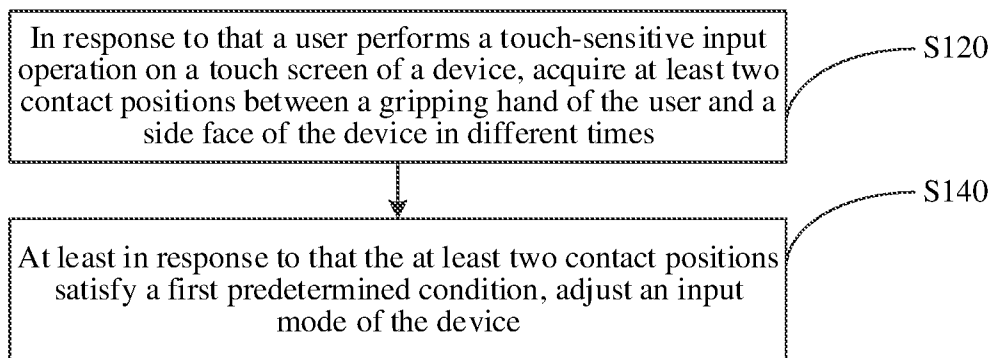 In response to that a user performs a touch-sensitive input
operation on a touch screen of a device, acquire at least two
contact positions between a gripping hand of the user and a
side face of the device in different times
S120
At least in response to that the at least two contact positions
satisfy a first predetermined condition, adjust an input
mode of the device
S140